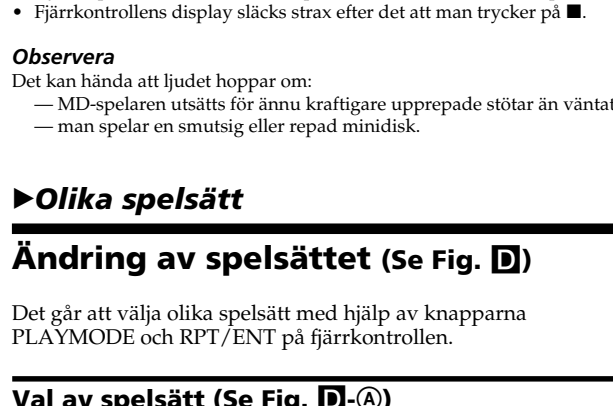 • Fjärrkontrollens display släcks strax efter det att man trycker på ■.
Observera
Det kan hända att ljudet hoppar om:
— MD-spelaren utsätts för ännu kraftigare upprepade stötar än väntat
— man spelar en smutsig eller repad minidisk.
▶Olika spelsätt
Ändring av spelsättet (Se Fig. D)
Det går att välja olika spelsätt med hjälp av knapparna
PLAYMODE och RPT/ENT på fjärrkontrollen.
Val av spelsätt (Se Fig. D-Ⓐ)